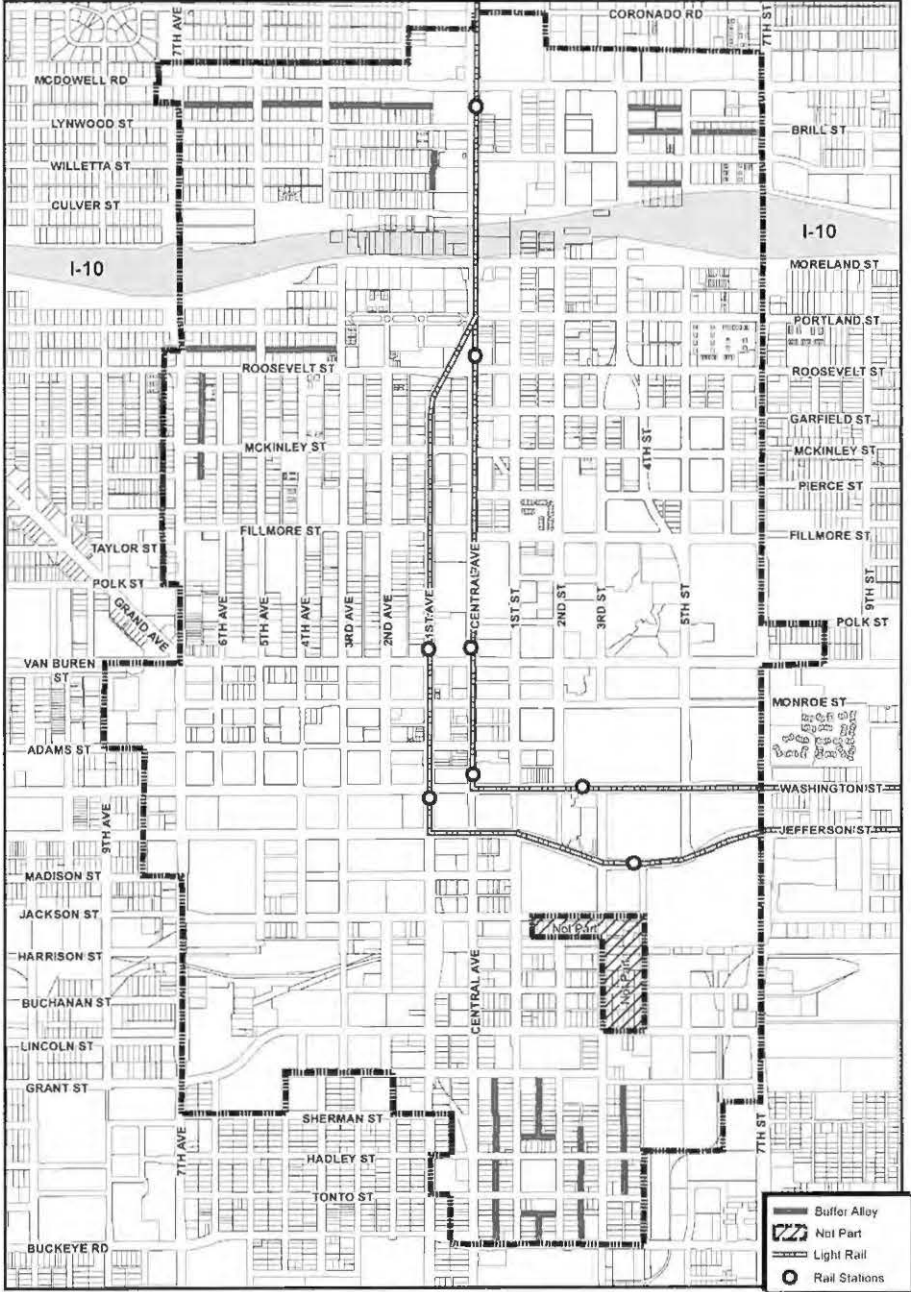 7TH AVE
CORONADO RD
7TH ST
MCDOWELL RD
LYNWOOD ST
BRILL ST
WILLETTA ST
CULVER ST
I-10
I-10
MORELAND ST
PORTLAND ST
ROOSEVELT ST
ROOSEVELT ST
GARFIELD ST
MCKINLEY ST
4TH ST
MCKINLEY ST
PIERCE ST
FILLMORE ST
FILLMORE ST
TAYLOR ST
POLK ST
GRAND AVE
6TH AVE
5TH AVE
4TH AVE
3RD AVE
2ND AVE
1ST AVE
CENTRAL AVE
1ST ST
2ND ST
3RD ST
5TH ST
9TH ST
POLK ST
VAN BUREN
ST
MONROE ST
ADAMS ST
WASHINGTON ST
9TH AVE
JEFFERSON ST
MADISON ST
JACKSON ST
Not Part
HARRISON ST
Not Part
CENTRAL AVE
BUCHANAN ST
LINCOLN ST
GRANT ST
SHERMAN ST
7TH AVE
7TH ST
HADLEY ST
TONTO ST
BUCKEYE RD
Buffer Alley
Not Part
Light Rail
Rail Stations